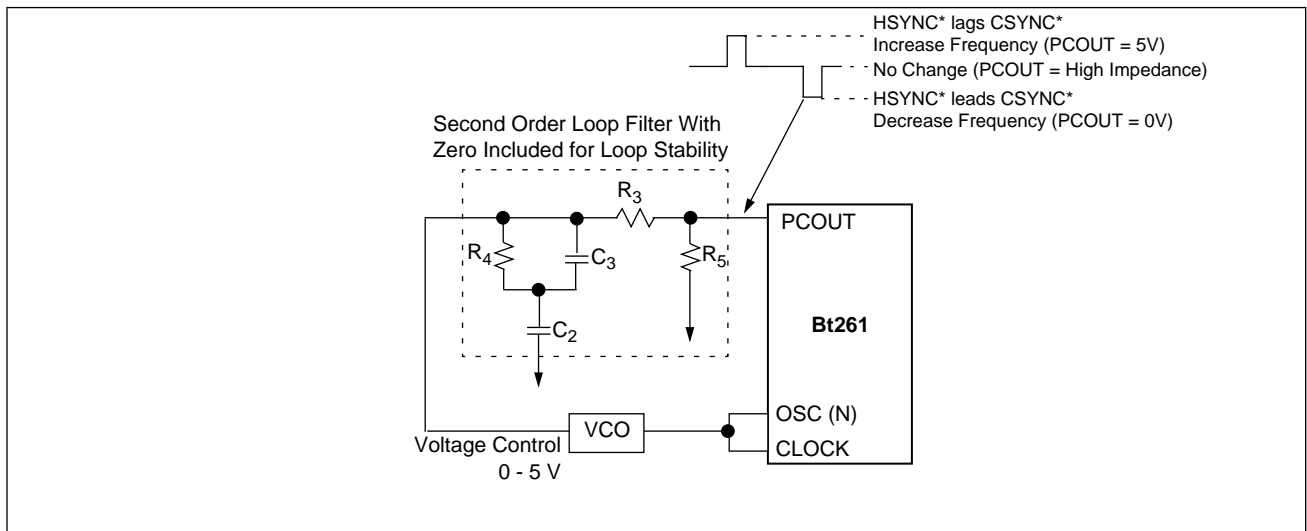 HSYNC* lags CSYNC*
Increase Frequency (PCOUT = 5V)
No Change (PCOUT = High Impedance)
HSYNC* leads CSYNC*
Decrease Frequency (PCOUT = 0V)
Second Order Loop Filter With
Zero Included for Loop Stability
R3
PCOUT
R4
C3
R5
C2
Bt261
OSC (N)
VCO
CLOCK
Voltage Control
0 - 5 V